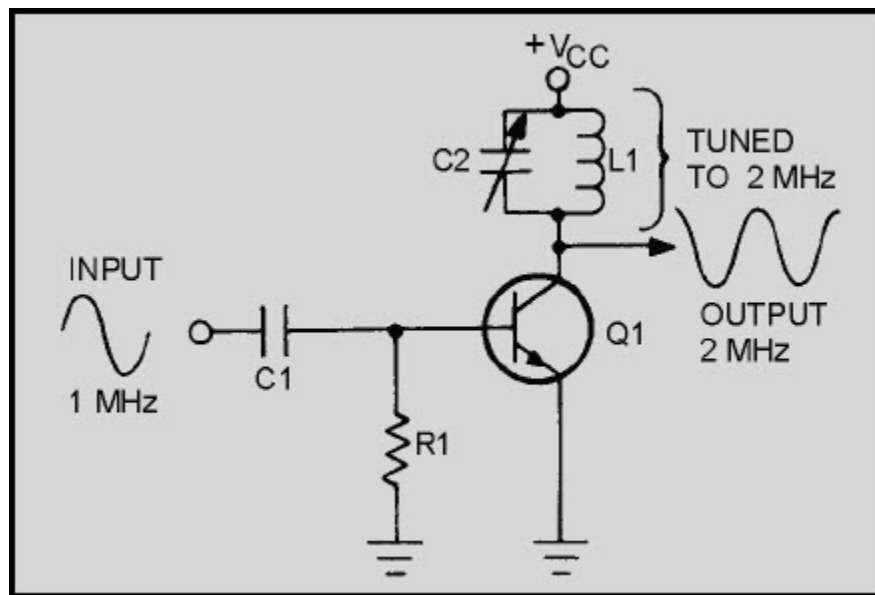 +VCC
C2
L1
TUNED
TO 2 MHz
INPUT
1 MHz
C1
R1
Q1
OUTPUT
2 MHz